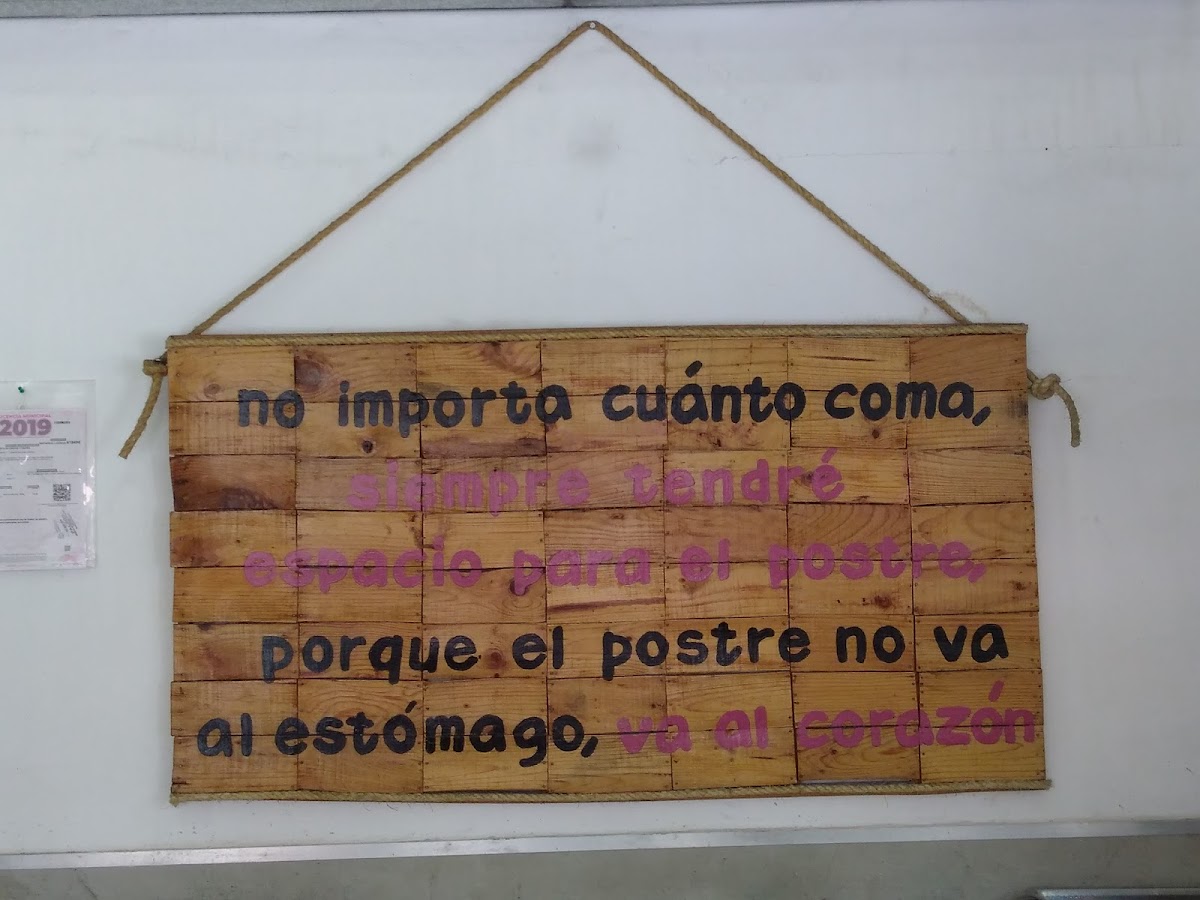 no importa cuánto coma,
siempre tendré
espacio para el postre,
porque el postre no va
al estómago, va al corazón
2019